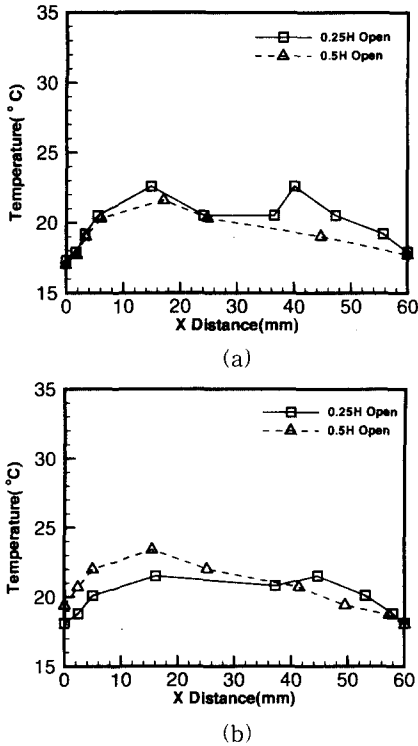 35
30
25
20
15
Temperature( °C)
0.25H Open
0.5H Open
0 10 20 30 40 50 60
X Distance(mm)
(a)
35
30
25
20
15
Temperature( °C)
0.25H Open
0.5H Open
0 10 20 30 40 50 60
X Distance(mm)
(b)